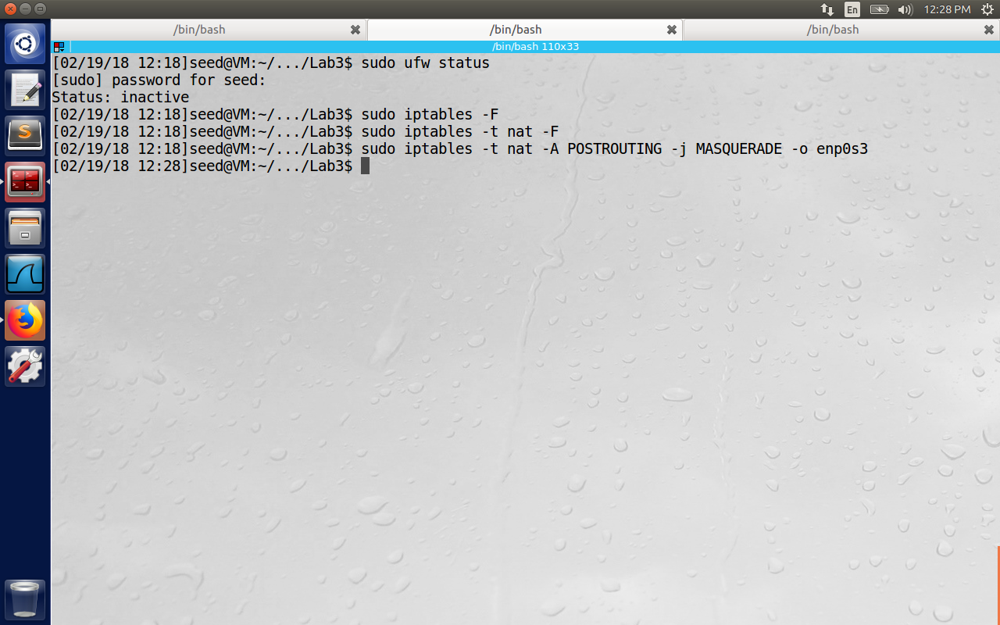 En
12:28 PM
/bin/bash
/bin/bash
/bin/bash
/bin/bash 110x33
[02/19/18 12:18]seed@VM:~/.../Lab3$ sudo ufw status
[sudo] password for seed:
Status: inactive
[02/19/18 12:18]seed@VM:~/.../Lab3$ sudo iptables -F
[02/19/18 12:18]seed@VM:~/.../Lab3$ sudo iptables -t nat -F
[02/19/18 12:18]seed@VM:~/.../Lab3$ sudo iptables -t nat -A POSTROUTING -j MASQUERADE -o enp0s3
[02/19/18 12:28]seed@VM:~/.../Lab3$